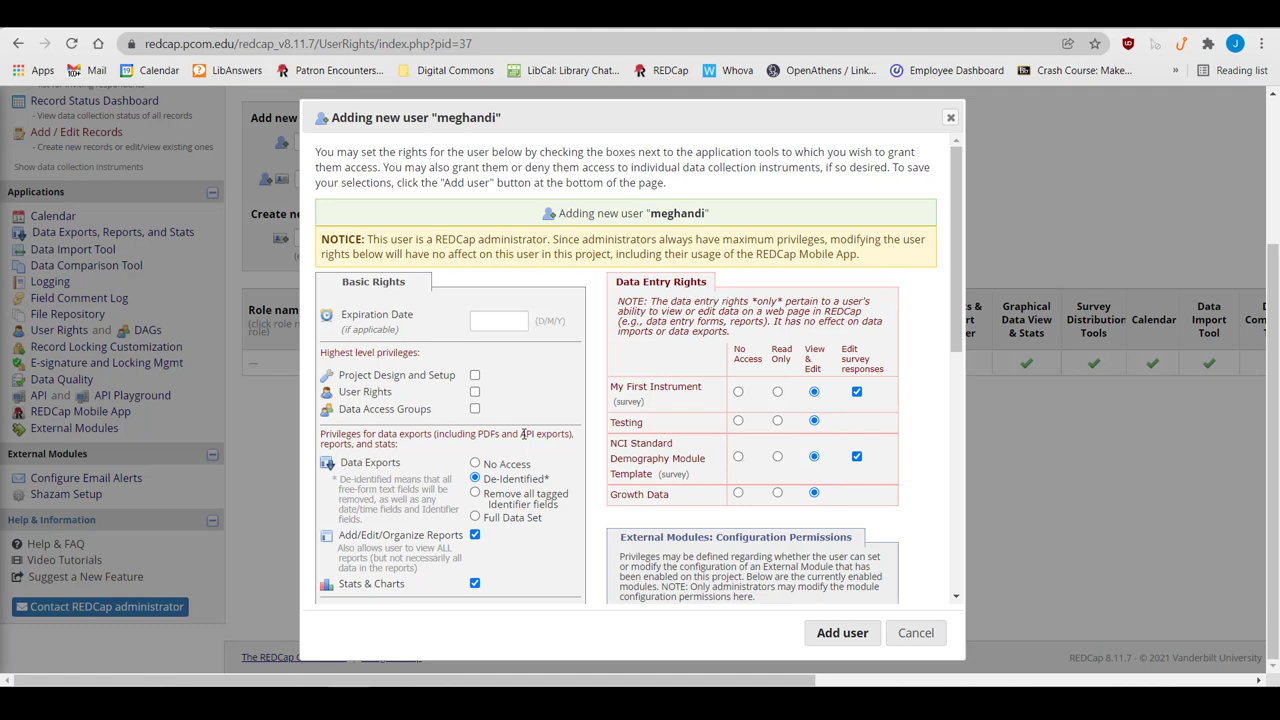 redcap.pcom.edu/redcap_v8.11.7/UserRights/index.php?pid=37
J
Apps
10+ Mail
19 Calendar
LibAnswers
Patron Encounters...
Digital Commons
LibCal: Library Chat...
REDCap
W Whova
OpenAthens / Link...
Employee Dashboard
Crash Course: Make...
»
Reading list
Record Status Dashboard
- View data collection status of all records
Add / Edit Records
- Create new records or edit/view existing ones
Show data collection instruments
Applications
Calendar
Data Exports, Reports, and Stats
Data Import Tool
Data Comparison Tool
Logging
Field Comment Log
File Repository
User Rights and DAGs
Record Locking Customization
E-signature and Locking Mgmt
Data Quality
API and API Playground
REDCap Mobile App
External Modules
External Modules
Configure Email Alerts
Shazam Setup
Help & Information
Help & FAQ
Video Tutorials
Suggest a New Feature
Contact REDCap administrator
Add new
Create ne
Role name
(click role n
role)
—
Adding new user "meghandi"
You may set the rights for the user below by checking the boxes next to the application tools to which you wish to grant
them access. You may also grant them or deny them access to individual data collection instruments, if so desired. To save
your selections, click the "Add user" button at the bottom of the page.
Adding new user "meghandi"
NOTICE: This user is a REDCap administrator. Since administrators always have maximum privileges, modifying the user
rights below will have no affect on this user in this project, including their usage of the REDCap Mobile App.
Basic Rights
Expiration Date
(if applicable)
(D/M/Y)
Highest level privileges:
Project Design and Setup
User Rights
Data Access Groups
Privileges for data exports (including PDFs and API exports),
reports, and stats:
Data Exports
* De-identified means that all
free-form text fields will be
removed, as well as any
date/time fields and Identifier
fields.
No Access
De-Identified*
Remove all tagged
Identifier fields
Full Data Set
Add/Edit/Organize Reports
Also allows user to view ALL
reports (but not necessarily all
data in the reports)
Stats & Charts
Data Entry Rights
NOTE: The data entry rights *only* pertain to a user's
ability to view or edit data on a web page in REDCap
(e.g., data entry forms, reports). It has no effect on data
imports or data exports.
No
Access
Read
Only
View
&
Edit
Edit
survey
responses
My First Instrument
(survey)
Testing
NCI Standard
Demography Module
Template (survey)
Growth Data
External Modules: Configuration Permissions
Privileges may be defined regarding whether the user can set
or modify the configuration of an External Module that has
been enabled on this project. Below are the currently enabled
modules. NOTE: Only administrators may modify the module
configuration permissions here.
Add user
Cancel
s &
Graphical
Data View
& Stats
Survey
Distribution
Tools
Calendar
Data
Import
Tool
D
Com
The REDC
REDCap 8.11.7 - © 2021 Vanderbilt University